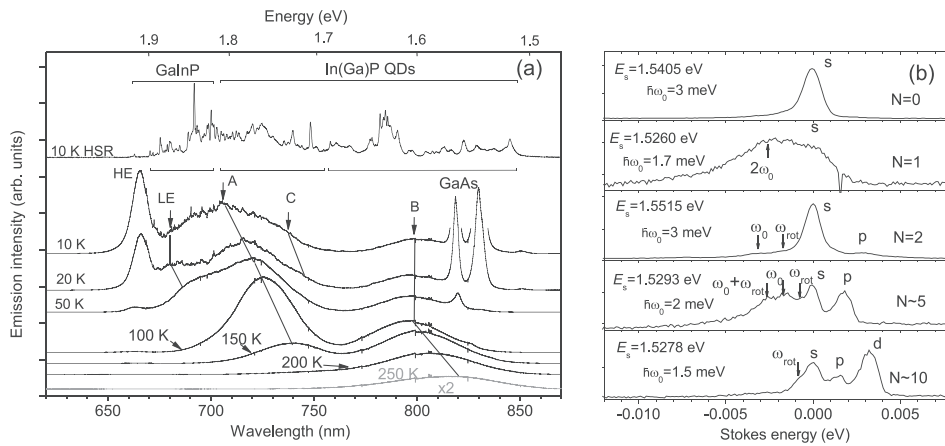 Energy (eV)
1.9 1.8 1.7 1.6 1.5
GaInP In(Ga)P QDs (a)
10 K HSR
HE
LE A C B GaAs
10 K
20 K
50 K
100 K
150 K
200 K
250 K
x2
Emission intensity (arb. units)
650 700 750 800 850
Wavelength (nm)
(b)
Eₛ=1.5405 eV s
ħω₀=3 meV N=0
Eₛ=1.5260 eV s
ħω₀=1.7 meV N=1
2ω₀
Eₛ=1.5515 eV s
ħω₀=3 meV ω₀ ωrot p N=2
Eₛ=1.5293 eV ω₀+ωrot ω₀ ωrot s p
ħω₀=2 meV N~5
Eₛ=1.5278 eV ωrot s p d
ħω₀=1.5 meV N~10
-0.010 -0.005 0.000 0.005
Stokes energy (eV)